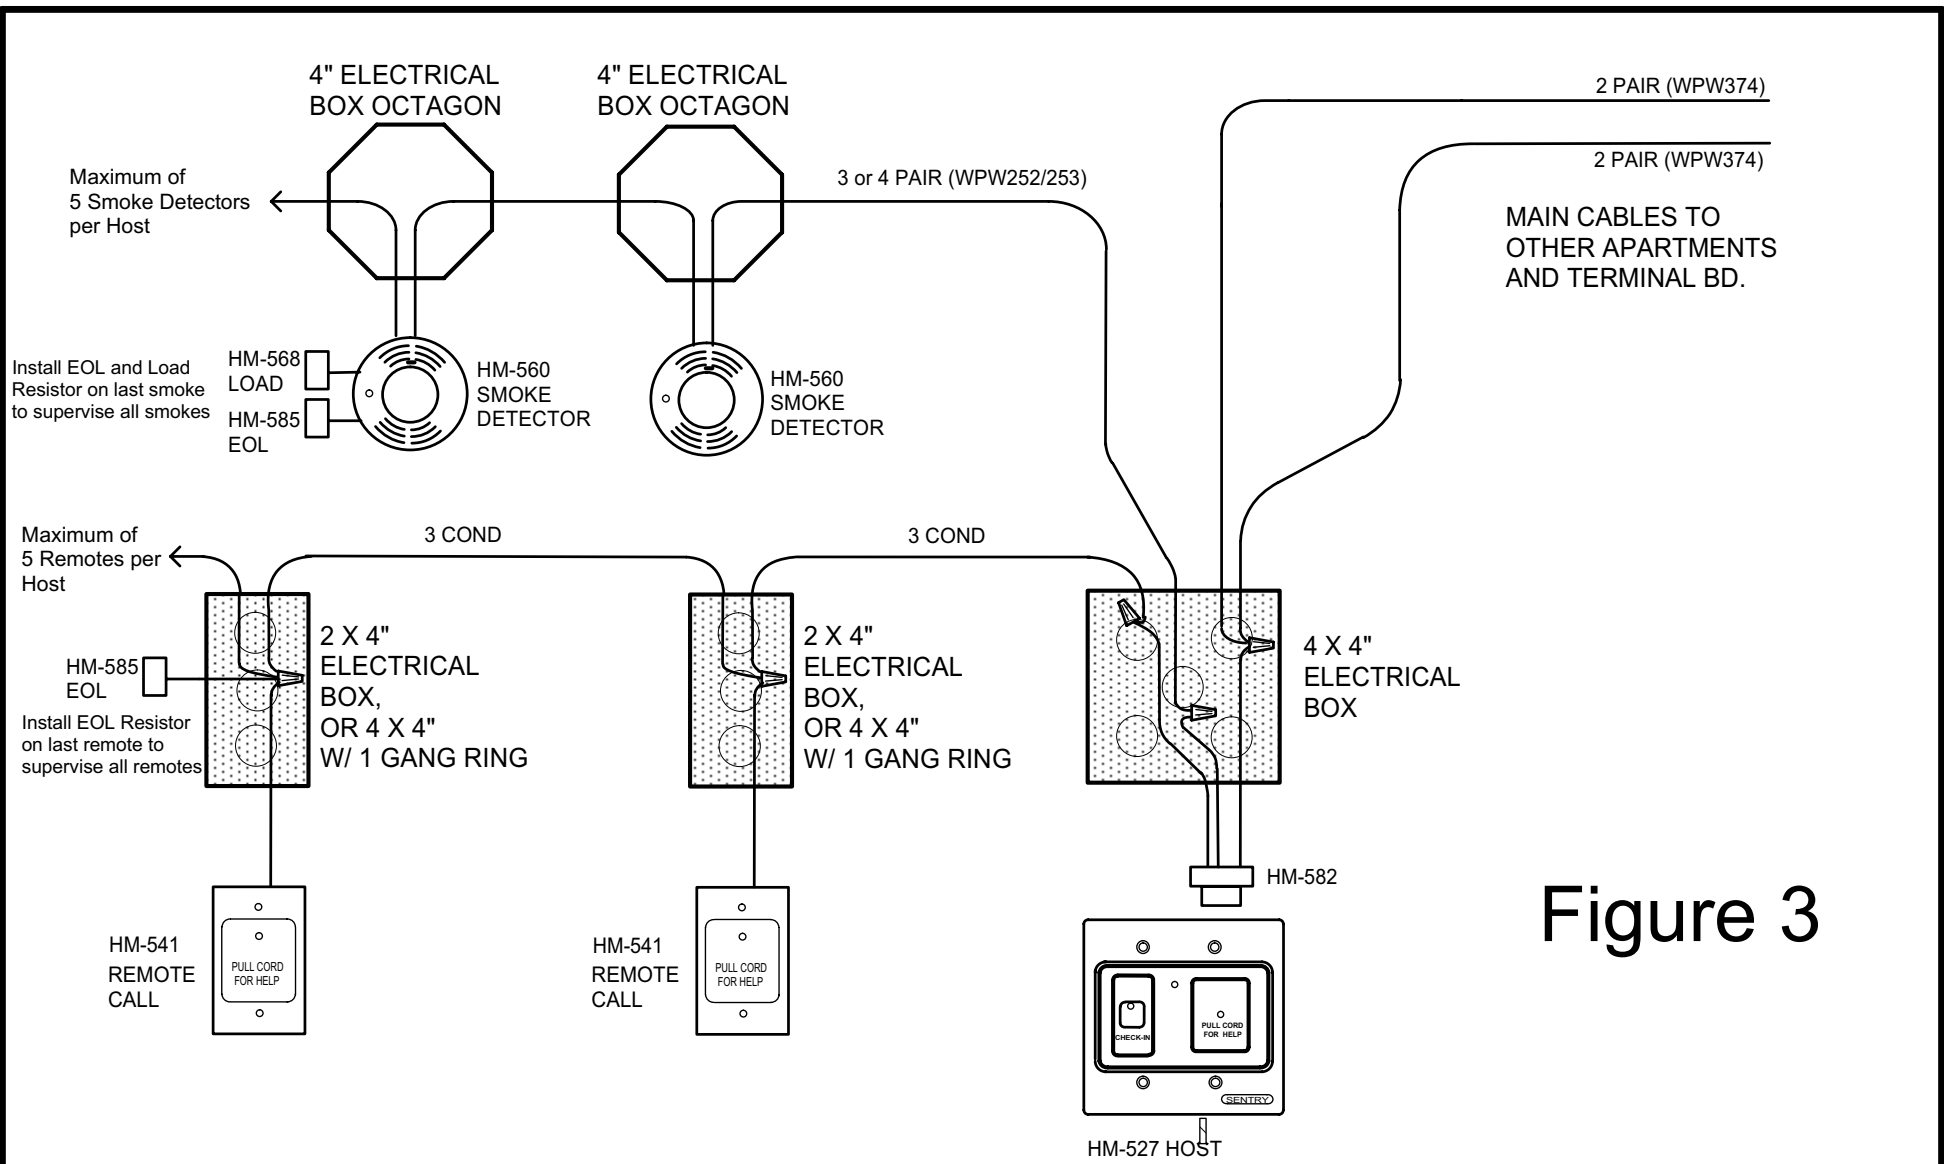 4" ELECTRICAL
BOX OCTAGON
4" ELECTRICAL
BOX OCTAGON
2 PAIR (WPW374)
2 PAIR (WPW374)
Maximum of
5 Smoke Detectors
per Host
3 or 4 PAIR (WPW252/253)
MAIN CABLES TO
OTHER APARTMENTS
AND TERMINAL BD.
Install EOL and Load
Resistor on last smoke
to supervise all smokes
HM-568
LOAD
HM-585
EOL
HM-560
SMOKE
DETECTOR
HM-560
SMOKE
DETECTOR
Maximum of
5 Remotes per
Host
3 COND
3 COND
HM-585
EOL
Install EOL Resistor
on last remote to
supervise all remotes
2 X 4"
ELECTRICAL
BOX,
OR 4 X 4"
W/ 1 GANG RING
2 X 4"
ELECTRICAL
BOX,
OR 4 X 4"
W/ 1 GANG RING
4 X 4"
ELECTRICAL
BOX
HM-582
HM-541
REMOTE
CALL
PULL CORD
FOR HELP
HM-541
REMOTE
CALL
PULL CORD
FOR HELP
CHECK-IN
PULL CORD
FOR HELP
SENTRY
HM-527 HOST
Figure 3